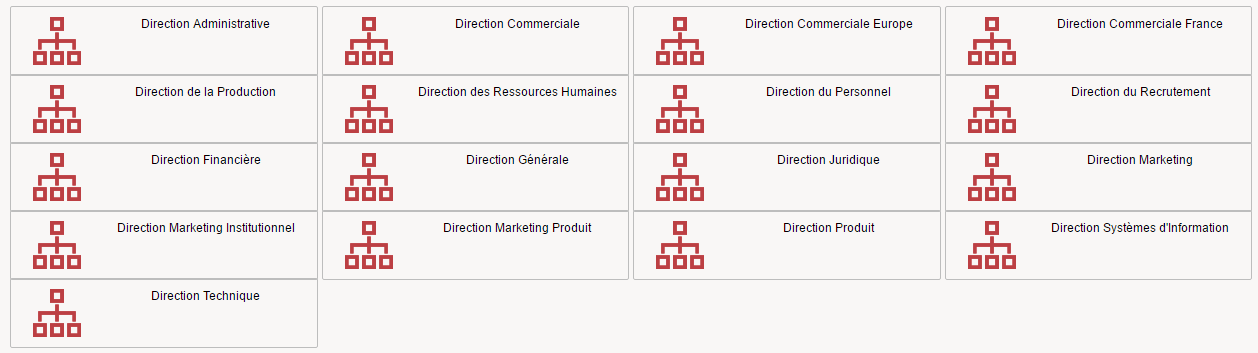 Direction Administrative
Direction Commerciale
Direction Commerciale Europe
Direction Commerciale France
Direction de la Production
Direction des Ressources Humaines
Direction du Personnel
Direction du Recrutement
Direction Financière
Direction Générale
Direction Juridique
Direction Marketing
Direction Marketing Institutionnel
Direction Marketing Produit
Direction Produit
Direction Systèmes d'Information
Direction Technique